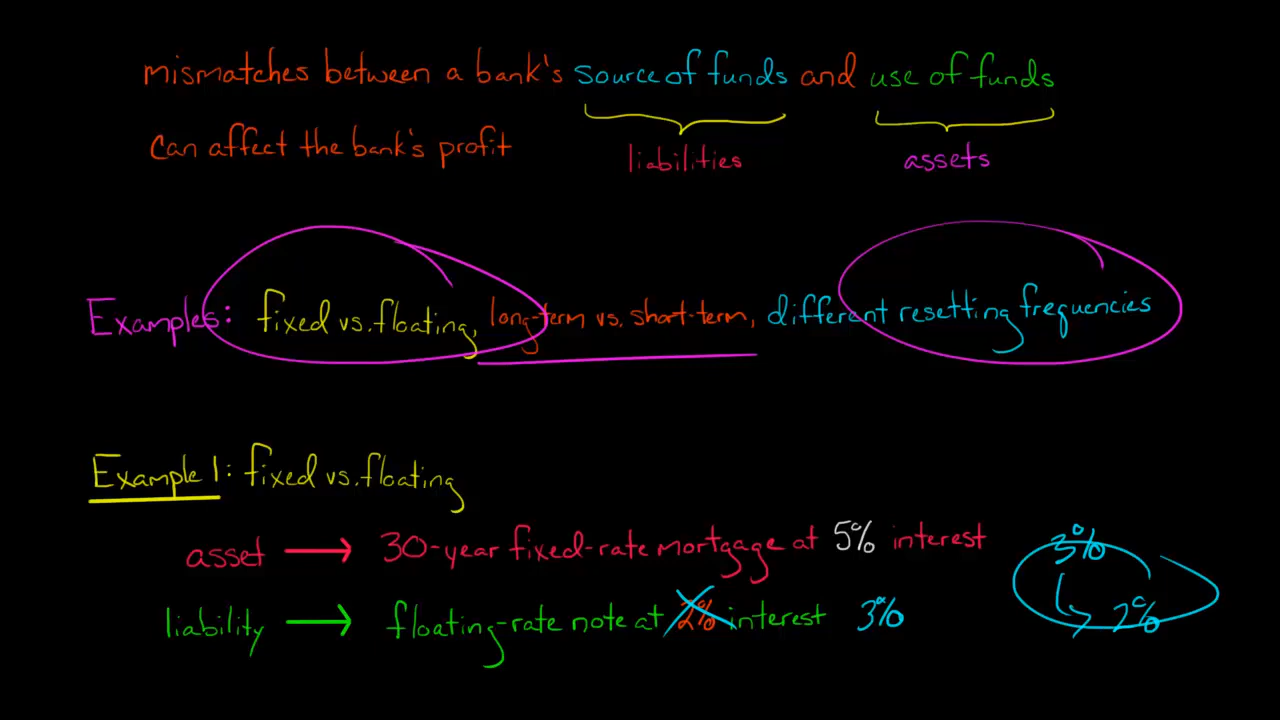 mismatches between a bank's source of funds and use of funds
can affect the bank's profit
liabilities
assets
Examples: fixed vs. floating, long-term vs. short-term, different resetting frequencies
Example 1: fixed vs. floating
asset → 30-year fixed-rate mortgage at 5% interest
liability → floating-rate note at 2% interest 3%
3%
2%